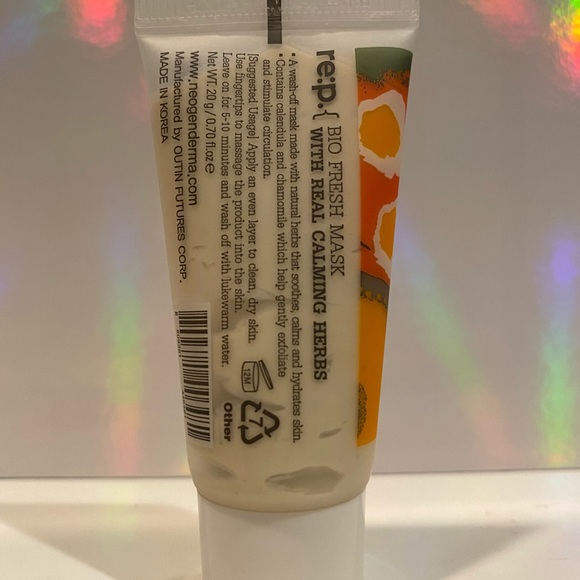 re:p.{ BIO FRESH MASK
WITH REAL CALMING HERBS
• A wash-off mask made with natural herbs that soothes, calms and hydrates skin.
• Contains calendula and chamomile which help gently exfoliate
and stimulate circulation.
[Suggested Usage] Apply an even layer to clean, dry skin.
Use fingertips to massage the product into the skin.
Leave on for 5-10 minutes and wash off with lukewarm water.
Net WT. 20 g / 0.70 fl.oz ℮
www.neogenderma.com
Manufactured by OUTIN FUTURES CORP.
MADE IN KOREA
12M
7
Other